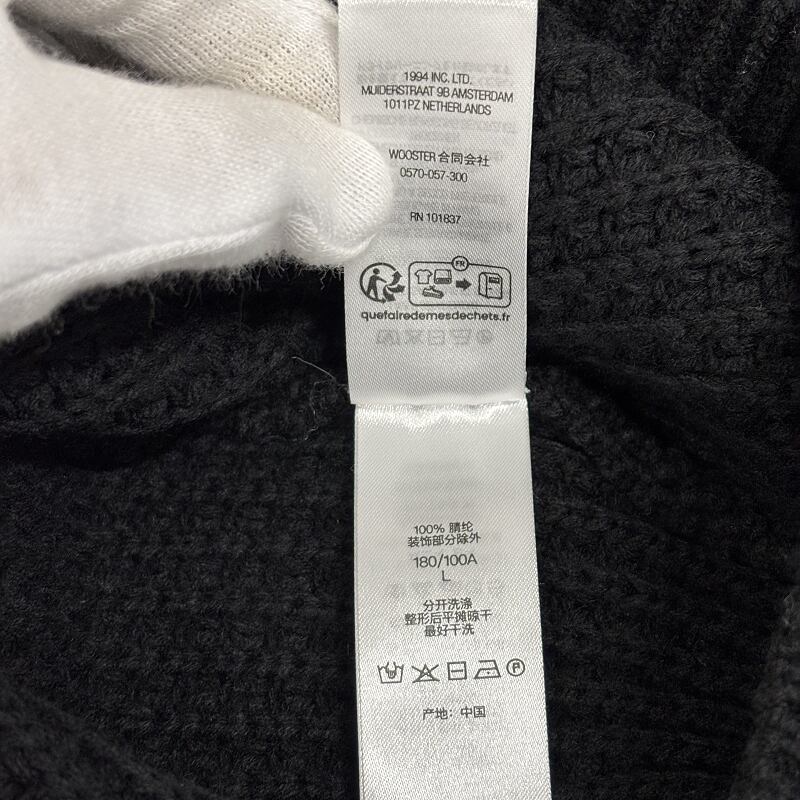 1994 INC. LTD.
MUIDERSTRAAT 9B AMSTERDAM
1011PZ NETHERLANDS
WOOSTER 合同会社
0570-057-300
RN 101837
FR
quefairedemesdechets.fr
100% 腈纶
装饰部分除外
180/100A
L
分开洗涤
整形后平摊晾干
最好干洗
P
产地: 中国